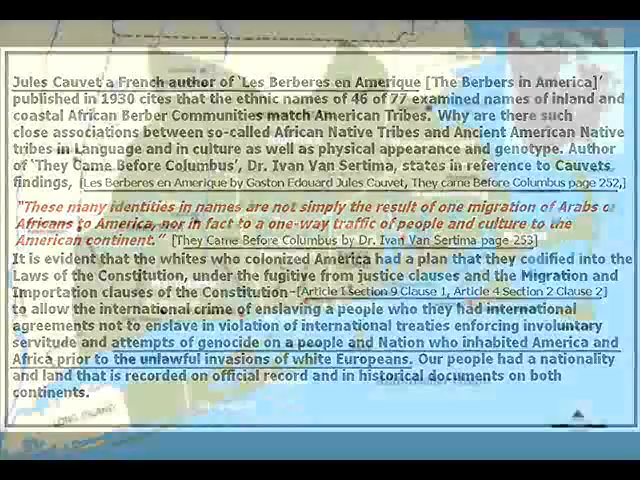 Jules Cauvet a French author of 'Les Berberes en Amerique [The Berbers in America]'
published in 1930 cites that the ethnic names of 46 of 77 examined names of inland and
coastal African Berber Communities match American Tribes. Why are there such
close associations between so-called African Native Tribes and Ancient American Native
tribes in Language and in culture as well as physical appearance and genotype. Author
of 'They Came Before Columbus', Dr. Ivan Van Sertima, states in reference to Cauvets
findings, [Les Berberes en Amerique by Gaston Edouard Jules Cauvet, They came Before Columbus page 252,]
"These many identities in names are not simply the result of one migration of Arabs or
Africans to America, nor in fact to a one-way traffic of people and culture to the
American continent." [They Came Before Columbus by Dr. Ivan Van Sertima page 253]
It is evident that the whites who colonized America had a plan that they codified into the
Laws of the Constitution, under the fugitive from justice clauses and the Migration and
Importation clauses of the Constitution-[Article I Section 9 Clause 1, Article 4 Section 2 Clause 2]
to allow the international crime of enslaving a people who they had international
agreements not to enslave in violation of international treaties enforcing involuntary
servitude and attempts of genocide on a people and Nation who inhabited America and
Africa prior to the unlawful invasions of white Europeans. Our people had a nationality
and land that is recorded on official record and in historical documents on both
continents.
LONG ISLAND